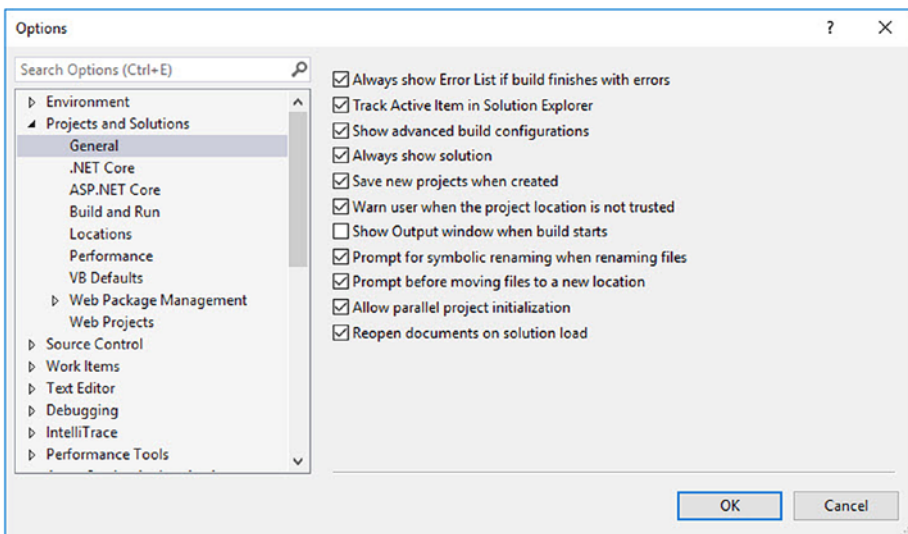 Options
?
Search Options (Ctrl+E)
Environment
Projects and Solutions
General
.NET Core
ASP.NET Core
Build and Run
Locations
Performance
VB Defaults
Web Package Management
Web Projects
Source Control
Work Items
Text Editor
Debugging
IntelliTrace
Performance Tools
Always show Error List if build finishes with errors
Track Active Item in Solution Explorer
Show advanced build configurations
Always show solution
Save new projects when created
Warn user when the project location is not trusted
Show Output window when build starts
Prompt for symbolic renaming when renaming files
Prompt before moving files to a new location
Allow parallel project initialization
Reopen documents on solution load
OK
Cancel